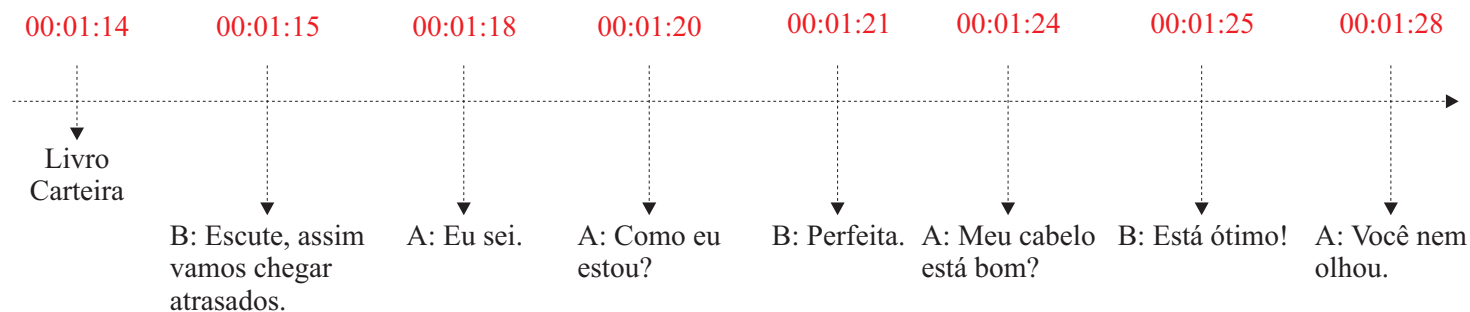 00:01:14
00:01:15
00:01:18
00:01:20
00:01:21
00:01:24
00:01:25
00:01:28
Livro
Carteira
B: Escute, assim
vamos chegar
atrasados.
A: Eu sei.
A: Como eu
estou?
B: Perfeita.
A: Meu cabelo
está bom?
B: Está ótimo!
A: Você nem
olhou.